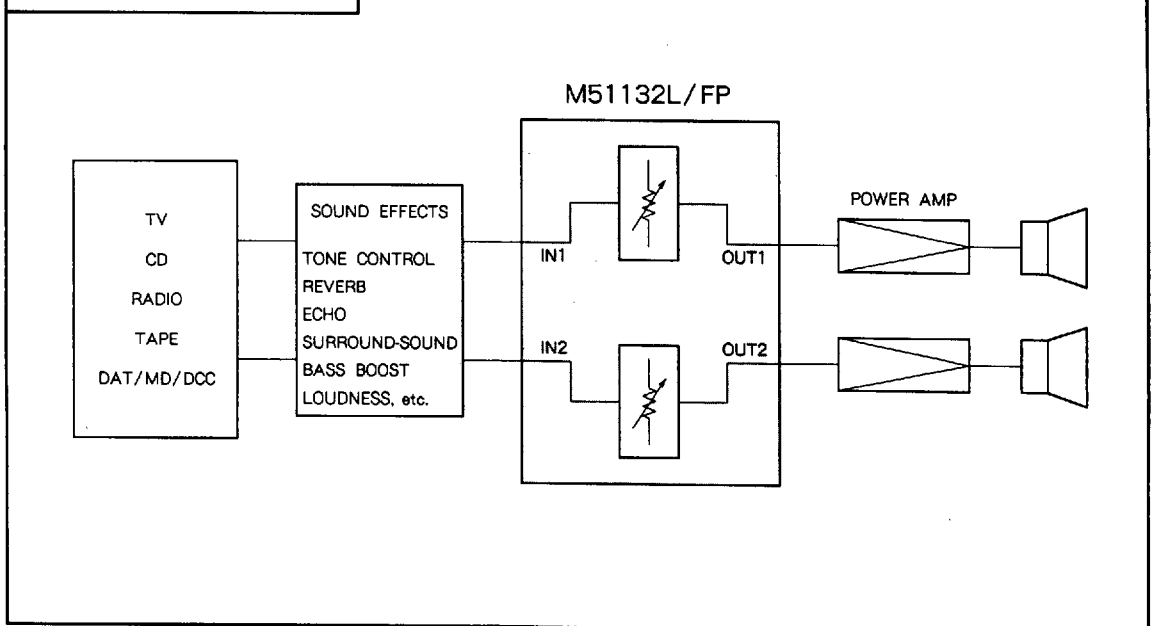 M51132L/FP
TV
CD
RADIO
TAPE
DAT/MD/DCC
SOUND EFFECTS
TONE CONTROL
REVERB
ECHO
SURROUND-SOUND
BASS BOOST
LOUDNESS, etc.
IN1
OUT1
IN2
OUT2
POWER AMP